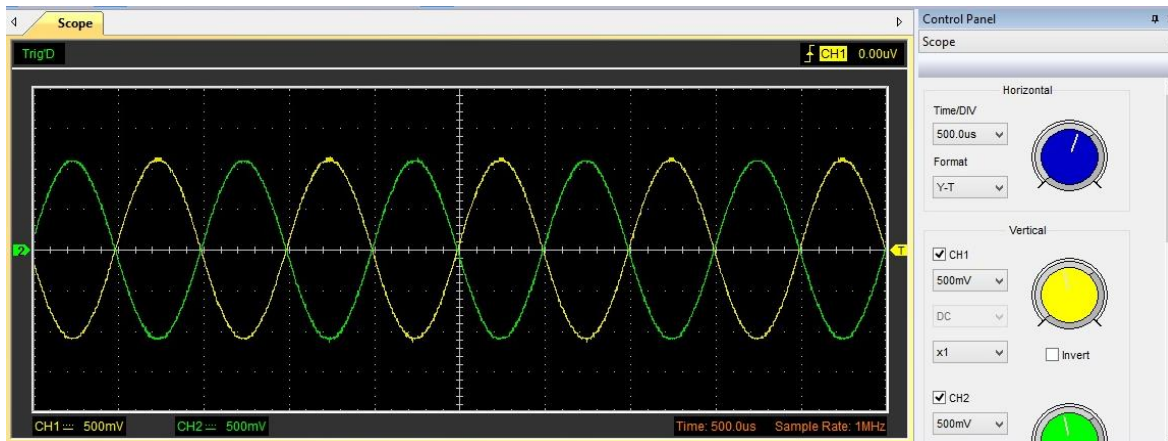 Scope
Trig'D
CH1 0.00uV
2
T
CH1 500mV
CH2 500mV
Time: 500.0us Sample Rate: 1MHz
Control Panel
Scope
Horizontal
Time/DIV
500.0us
Format
Y-T
Vertical
CH1
500mV
DC
x1
Invert
CH2
500mV